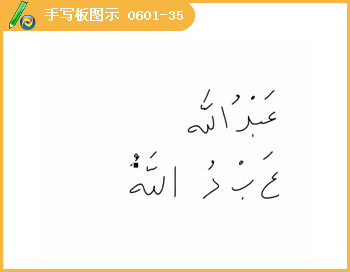 手写板图示 0601-35
عَبْدُ اللّٰه
عَ بْ دُ اللّٰهُ